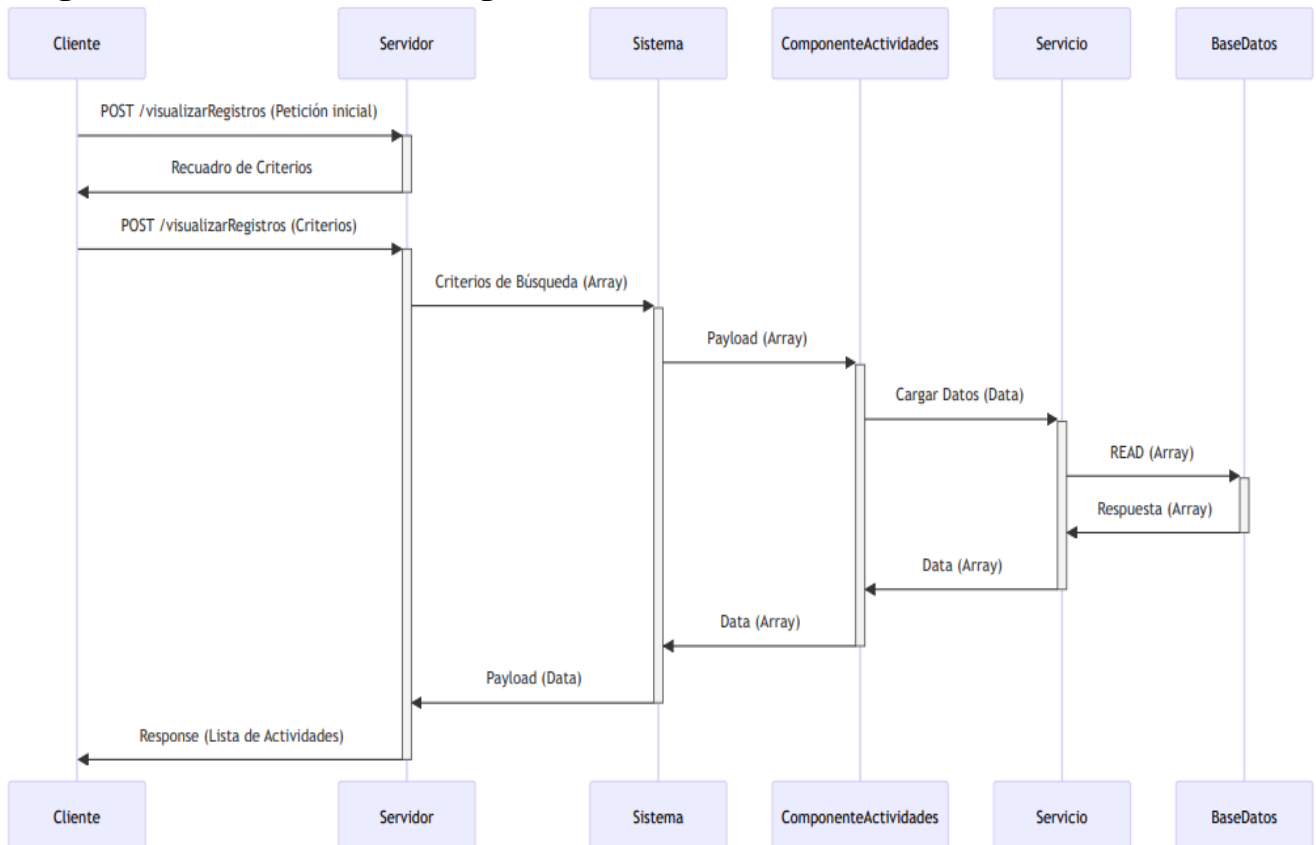 Cliente
Servidor
Sistema
ComponenteActividades
Servicio
BaseDatos
POST /visualizarRegistros (Petición inicial)
Recuadro de Criterios
POST /visualizarRegistros (Criterios)
Criterios de Búsqueda (Array)
Payload (Array)
Cargar Datos (Data)
READ (Array)
Respuesta (Array)
Data (Array)
Data (Array)
Payload (Data)
Response (Lista de Actividades)
Cliente
Servidor
Sistema
ComponenteActividades
Servicio
BaseDatos